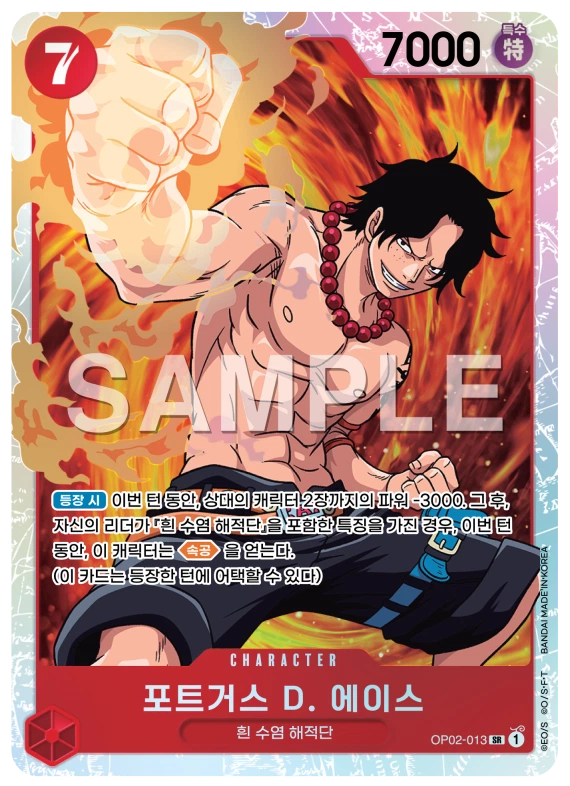 7
7000
특수
特
SAMPLE
등장 시 이번 턴 동안, 상대의 캐릭터 2장까지의 파워 -3000. 그 후,
자신의 리더가 『흰 수염 해적단』을 포함한 특징을 가진 경우, 이번 턴
동안, 이 캐릭터는 속공 을 얻는다.
(이 카드는 등장한 턴에 어택할 수 있다)
CHARACTER
포트거스 D. 에이스
흰 수염 해적단
OP02-013 SR 1
©EO/S ©O/S·F·T BANDAI MADE IN KOREA